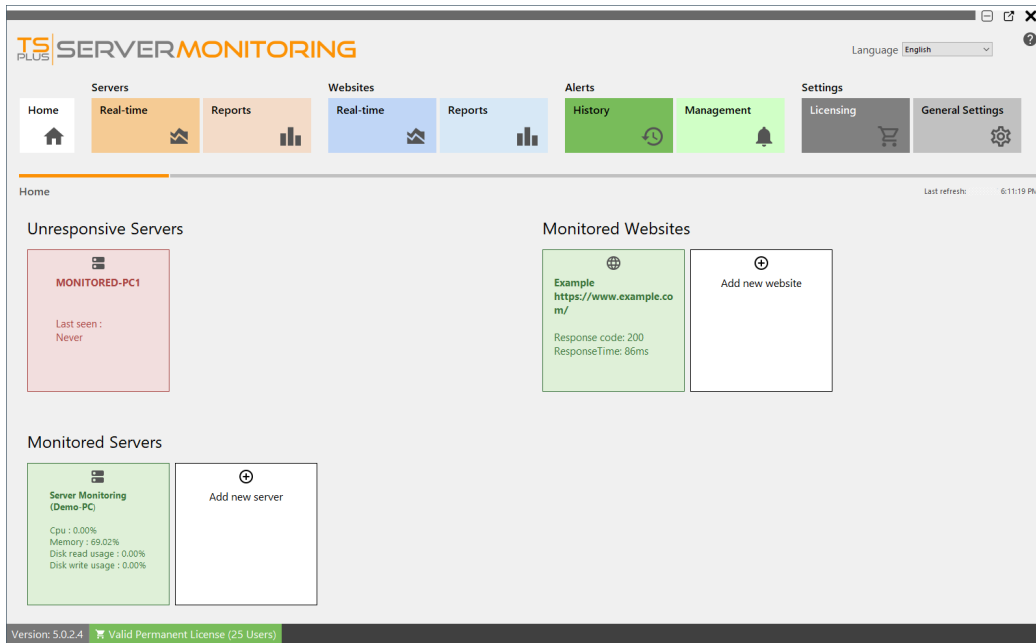 TS PLUS SERVER MONITORING
Language English
Servers
Websites
Alerts
Settings
Home
Real-time
Reports
Real-time
Reports
History
Management
Licensing
General Settings
Home
Last refresh: 6:11:19 PM
Unresponsive Servers
MONITORED-PC1
Last seen :
Never
Monitored Websites
Example
https://www.example.co
m/
Response code: 200
ResponseTime: 86ms
Add new website
Monitored Servers
Server Monitoring
(Demo-PC)
Cpu : 0.00%
Memory : 69.02%
Disk read usage : 0.00%
Disk write usage : 0.00%
Add new server
Version: 5.0.2.4
Valid Permanent License (25 Users)